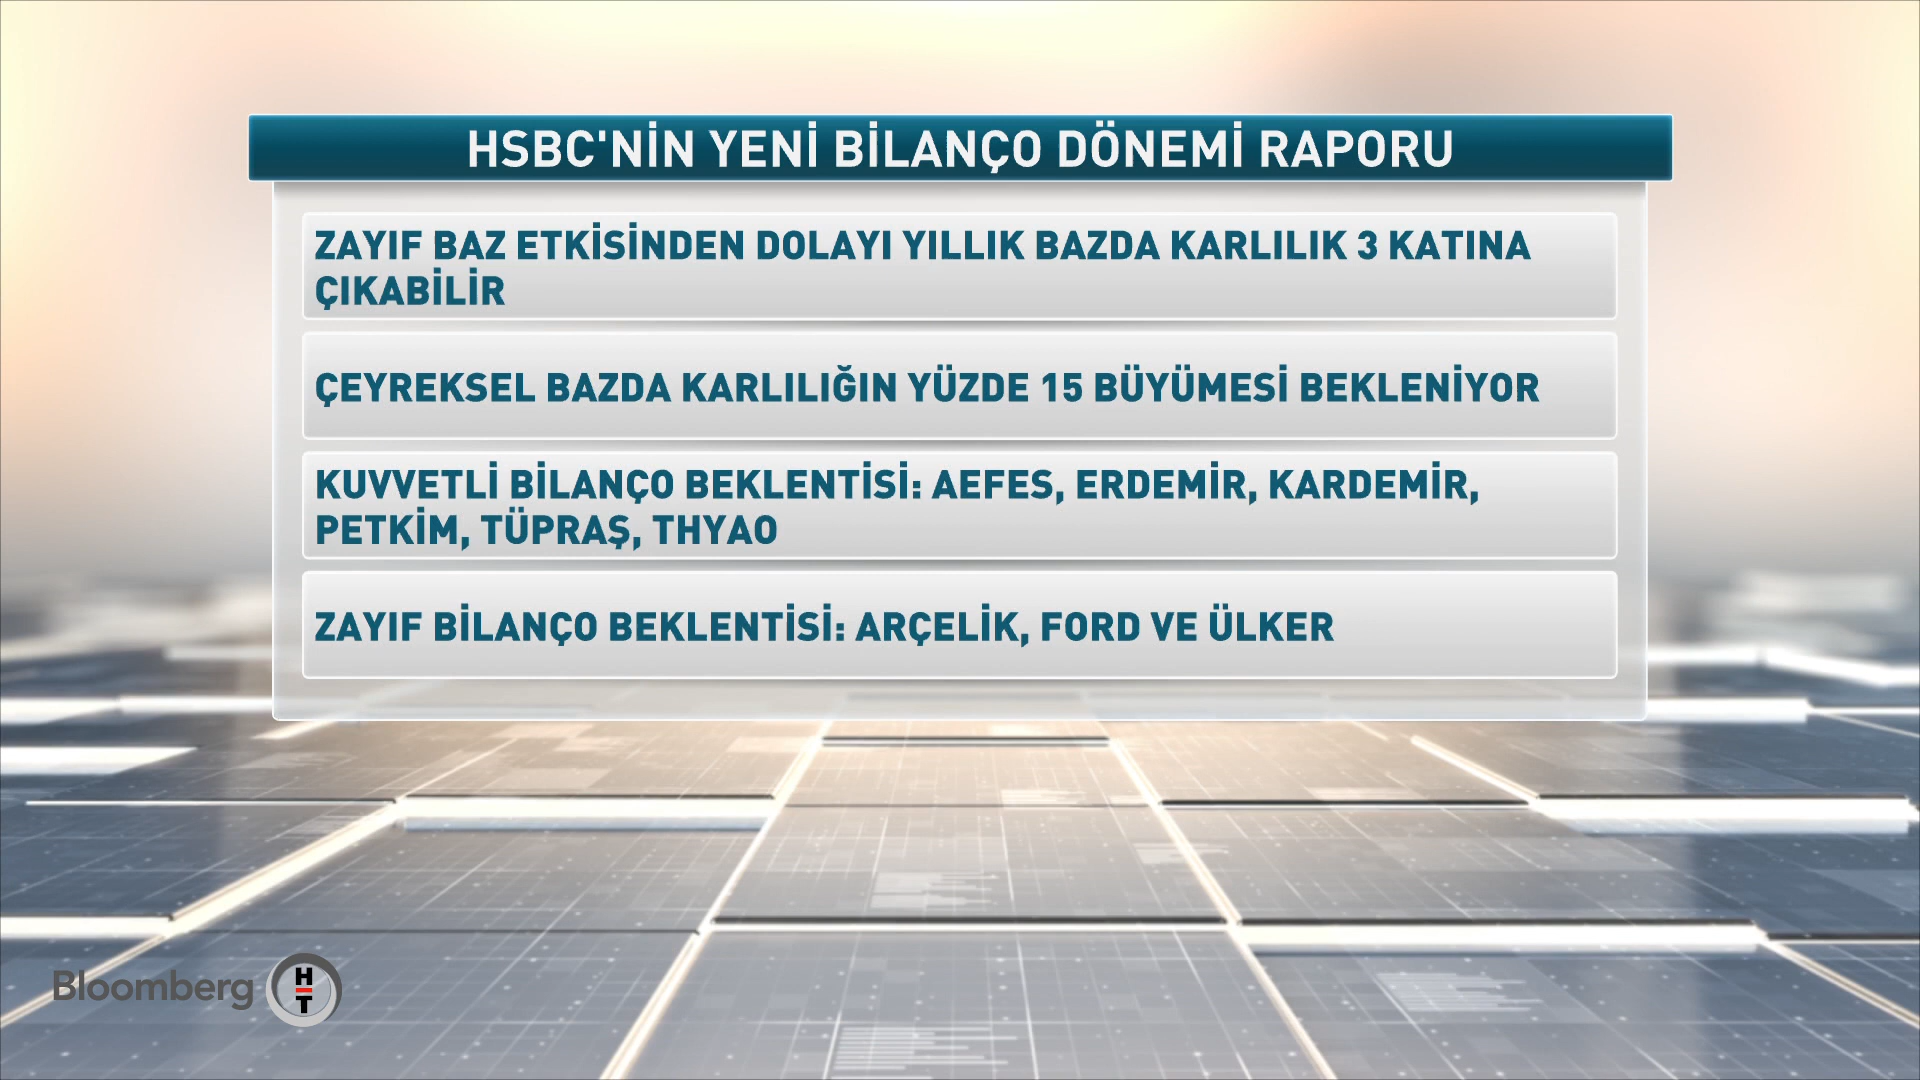 HSBC'NİN YENİ BİLANÇO DÖNEMİ RAPORU
ZAYIF BAZ ETKİSİNDEN DOLAYI YILLIK BAZDA KARLILIK 3 KATINA
ÇIKABİLİR
ÇEYREKSEL BAZDA KARLILIĞIN YÜZDE 15 BÜYÜMESİ BEKLENİYOR
KUVVETLİ BİLANÇO BEKLENTİSİ: AEFES, ERDEMİR, KARDEMİR,
PETKİM, TÜPRAŞ, THYAO
ZAYIF BİLANÇO BEKLENTİSİ: ARÇELİK, FORD VE ÜLKER
Bloomberg HT